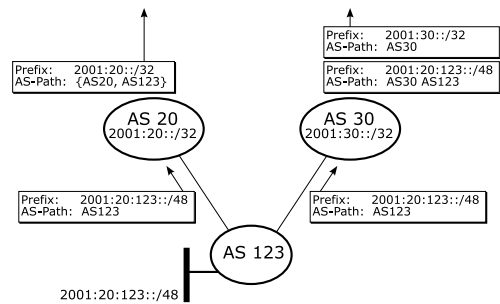 Prefix: 2001:30::/32
AS-Path: AS30
Prefix: 2001:20::/32
AS-Path: {AS20, AS123}
Prefix: 2001:20:123::/48
AS-Path: AS30 AS123
AS 20
2001:20::/32
AS 30
2001:30::/32
Prefix: 2001:20:123::/48
AS-Path: AS123
Prefix: 2001:20:123::/48
AS-Path: AS123
AS 123
2001:20:123::/48